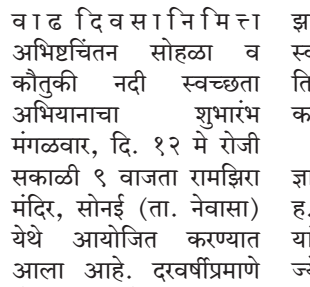 वाढदिवसानिमित्त
अभिष्टचिंतन सोहळा व
कौतुकी नदी स्वच्छता
अभियानाचा शुभारंभ
मंगळवार, दि. १२ मे रोजी
सकाळी ९ वाजता रामझिरा
मंदिर, सोनई (ता. नेवासा)
येथे आयोजित करण्यात
आला आहे. दरवर्षीप्रमाणे